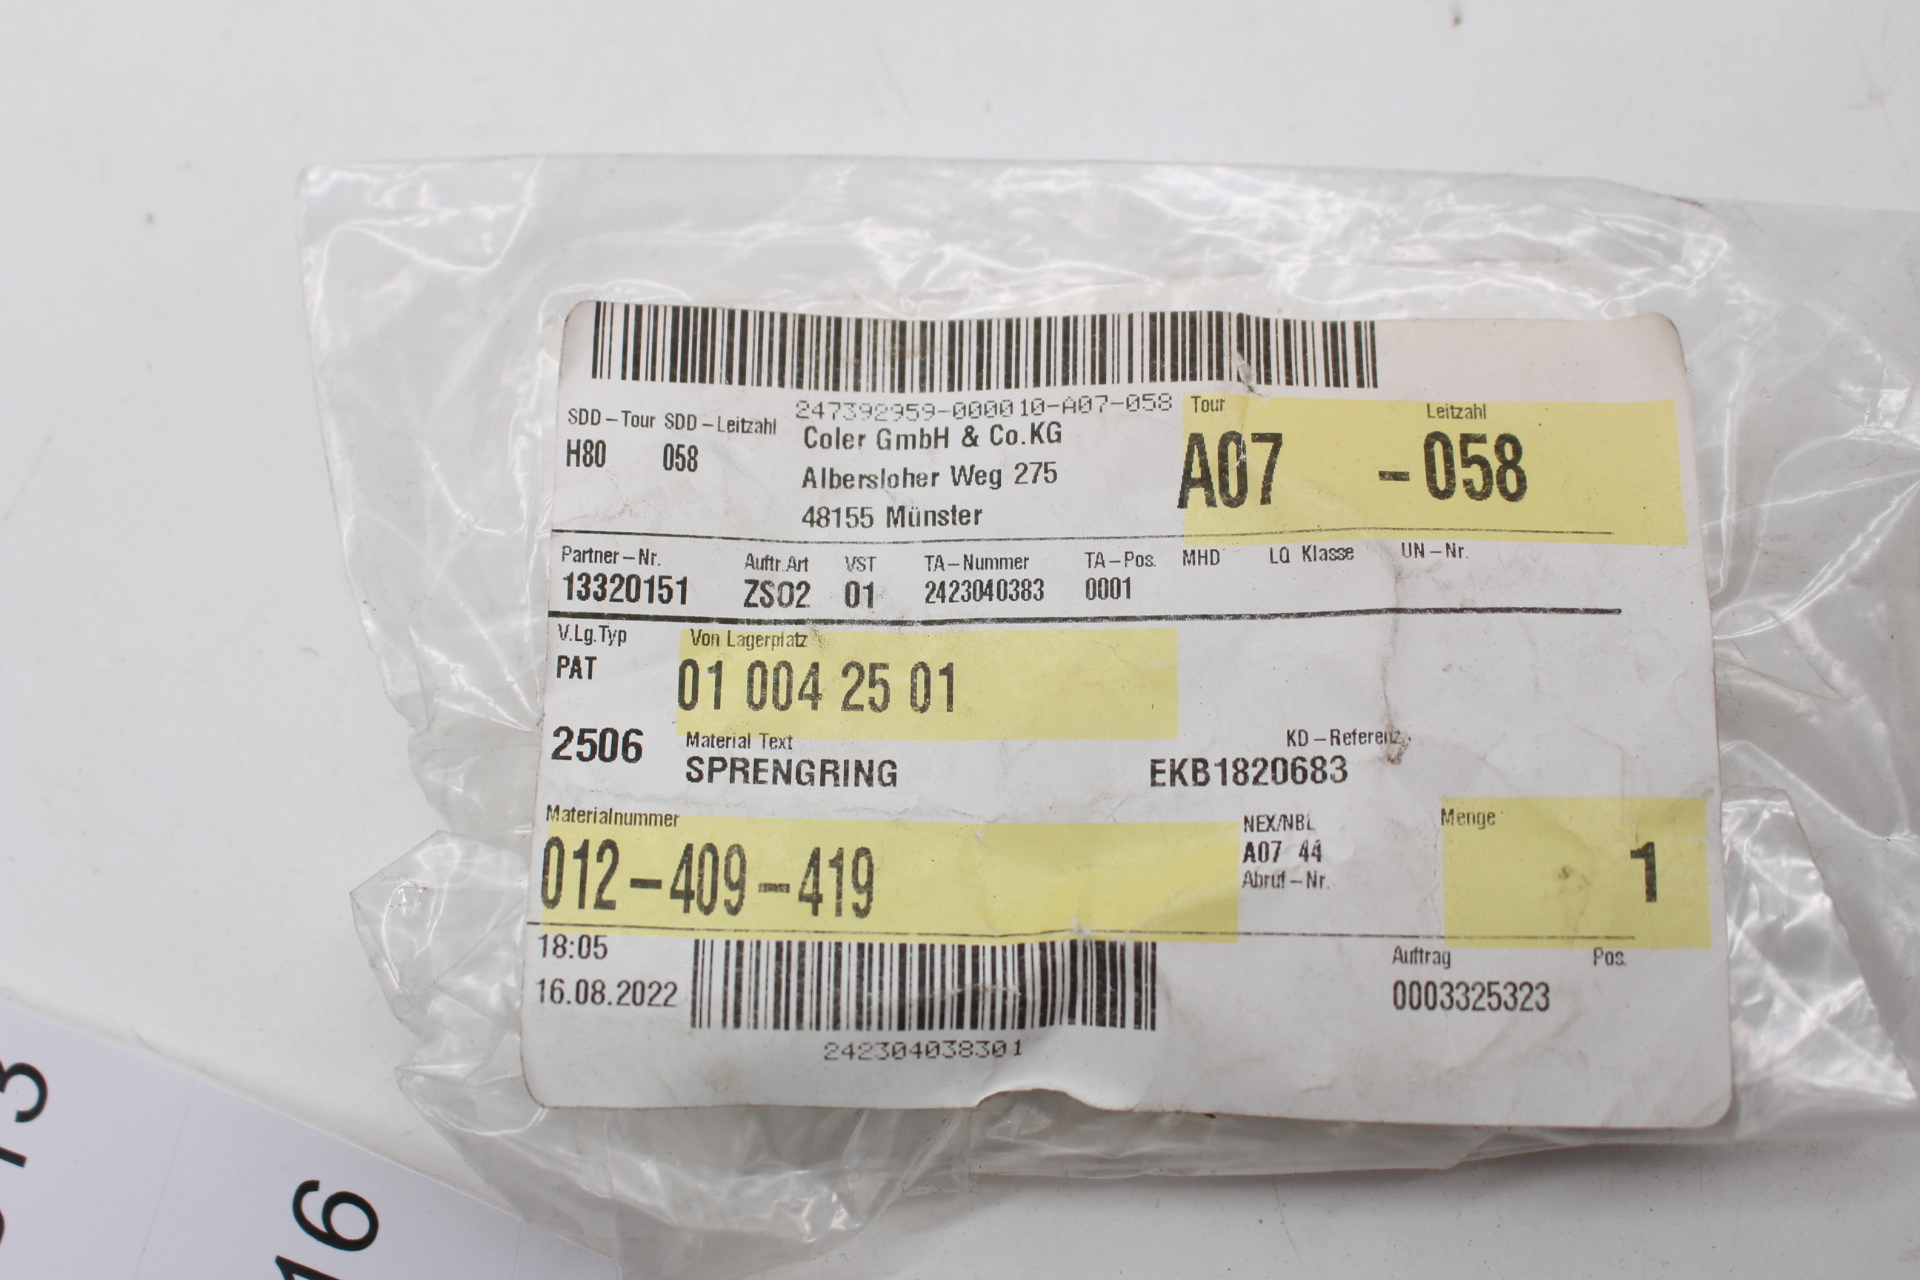 247392959-000010-A07-058
SDD-Tour SDD-Leitzahl
H80 058
Coler GmbH & Co.KG
Albersloher Weg 275
48155 Münster
Tour Leitzahl
A07 -058
Partner-Nr. Auftr.Art VST TA-Nummer TA-Pos. MHD LQ Klasse UN-Nr.
13320151 ZS02 01 2423040383 0001
V.Lg.Typ Von Lagerplatz
PAT 01 004 25 01
2506 Material Text KD-Referenz
SPRENGRING EKB1820683
Materialnummer NEX/NBL Menge
012-409-419 A07 44 1
Abruf-Nr.
18:05 Auftrag Pos.
16.08.2022 0003325323
242304038301
13
16